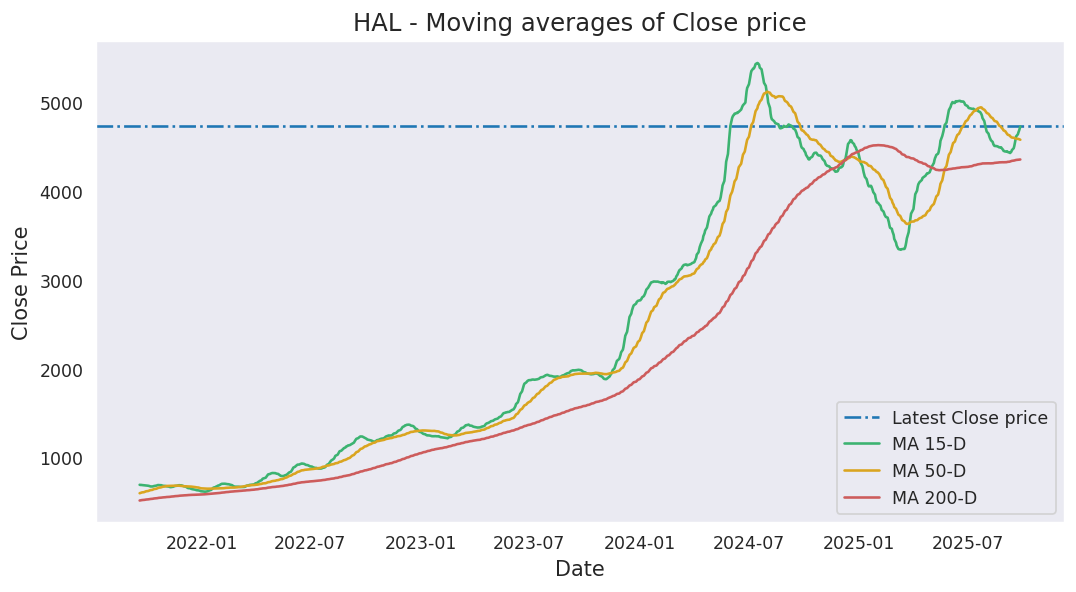 HAL - Moving averages of Close price
Close Price
5000
4000
3000
2000
1000
Latest Close price
MA 15-D
MA 50-D
MA 200-D
2022-01 2022-07 2023-01 2023-07 2024-01 2024-07 2025-01 2025-07
Date